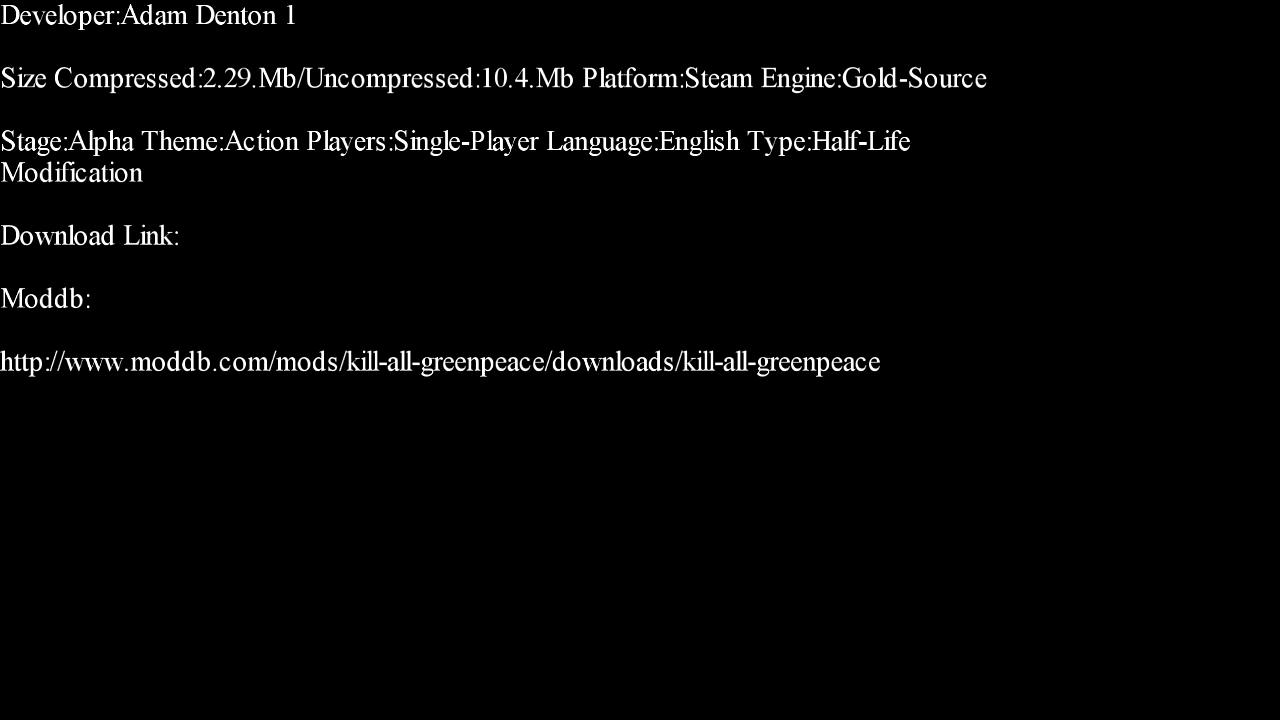 Developer:Adam Denton 1
Size Compressed:2.29.Mb/Uncompressed:10.4.Mb Platform:Steam Engine:Gold-Source
Stage:Alpha Theme:Action Players:Single-Player Language:English Type:Half-Life
Modification
Download Link:
Moddb:
http://www.moddb.com/mods/kill-all-greenpeace/downloads/kill-all-greenpeace